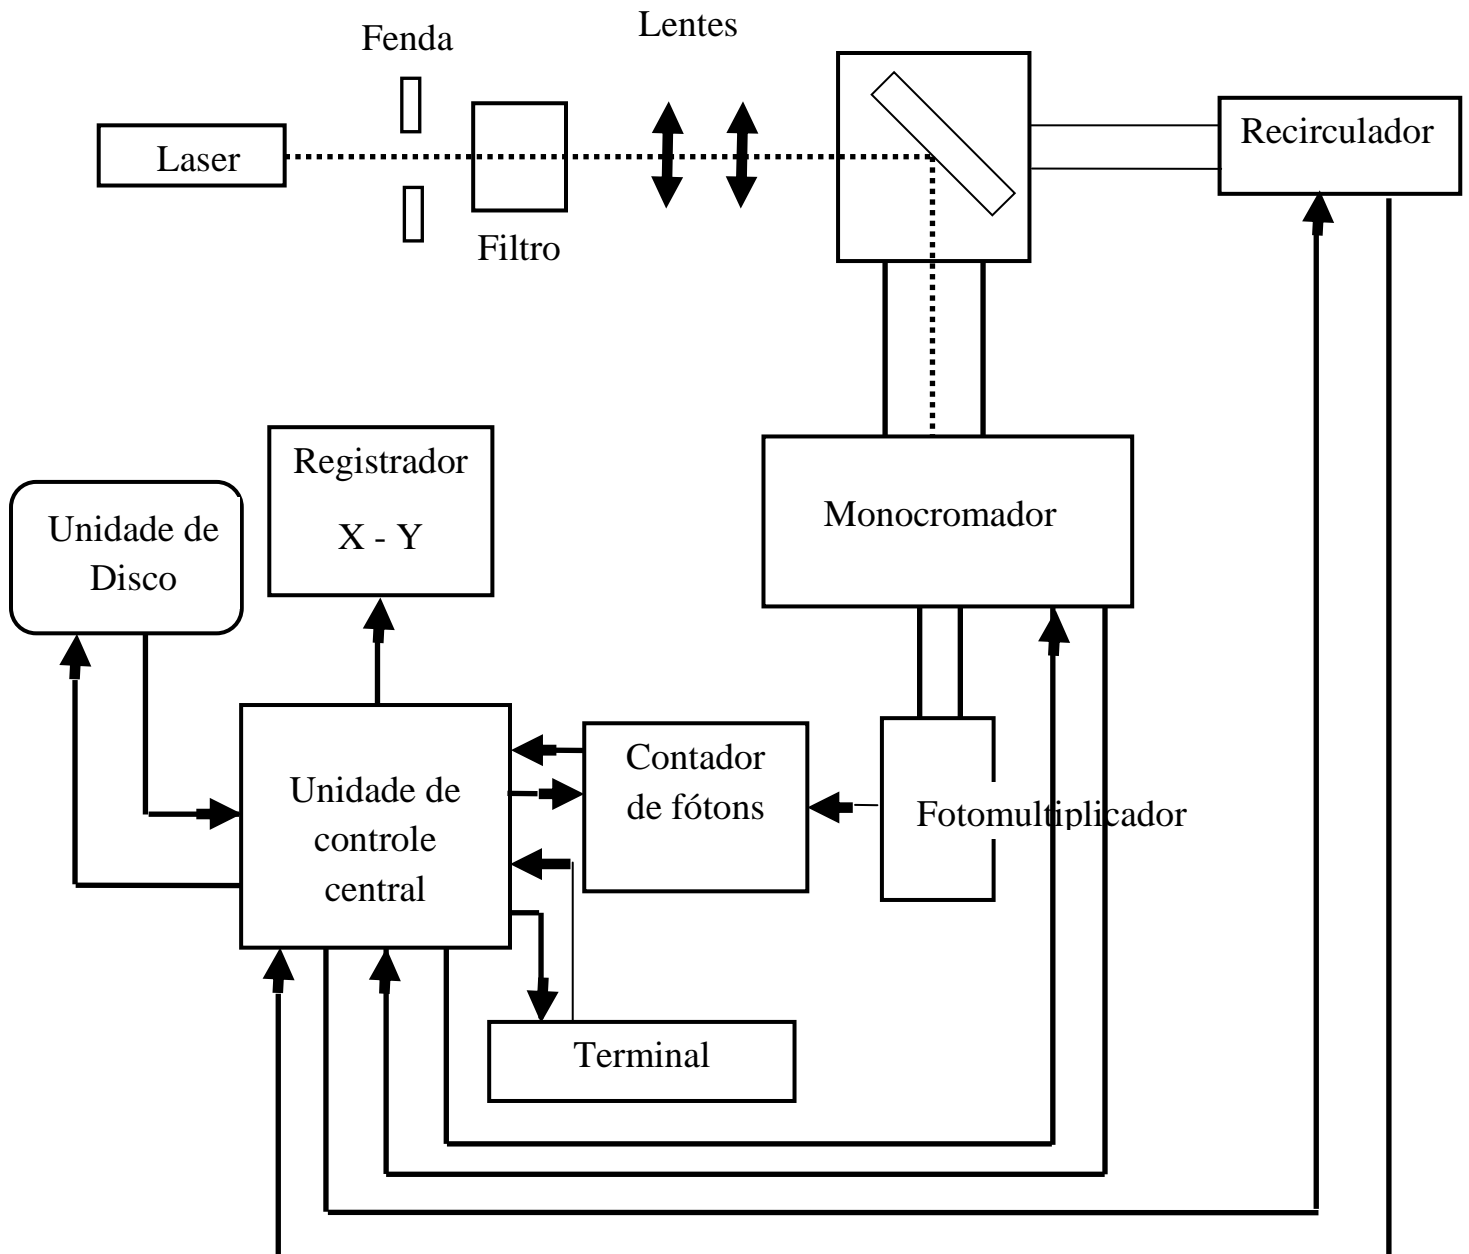 Lentes
Fenda
Recirculador
Laser
Filtro
Registrador
X - Y
Monocromador
Unidade de
Disco
Contador
de fótons
Unidade de
controle
central
Fotomultiplicador
Terminal